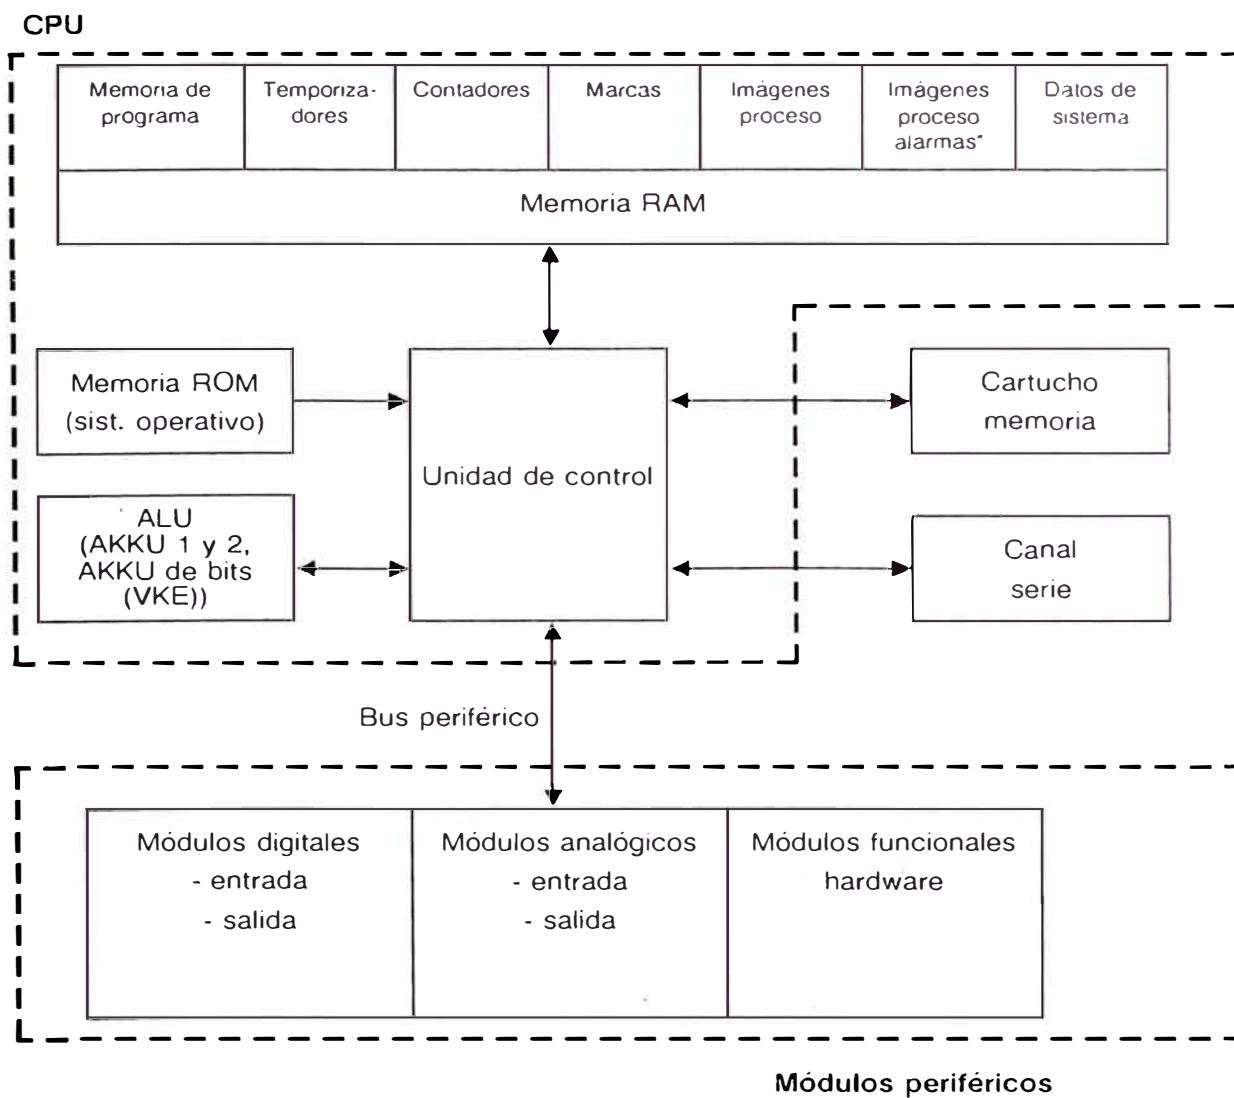 CPU
Memoria de
programa
Temporiza-
dores
Contadores
Marcas
Imágenes
proceso
Imágenes
proceso
alarmas*
Datos de
sistema
Memoria RAM
Memoria ROM
(sist. operativo)
Unidad de control
Cartucho
memoria
ALU
(AKKU 1 y 2,
AKKU de bits
(VKE))
Canal
serie
Bus periférico
Módulos digitales
- entrada
- salida
Módulos analógicos
- entrada
- salida
Módulos funcionales
hardware
Módulos periféricos